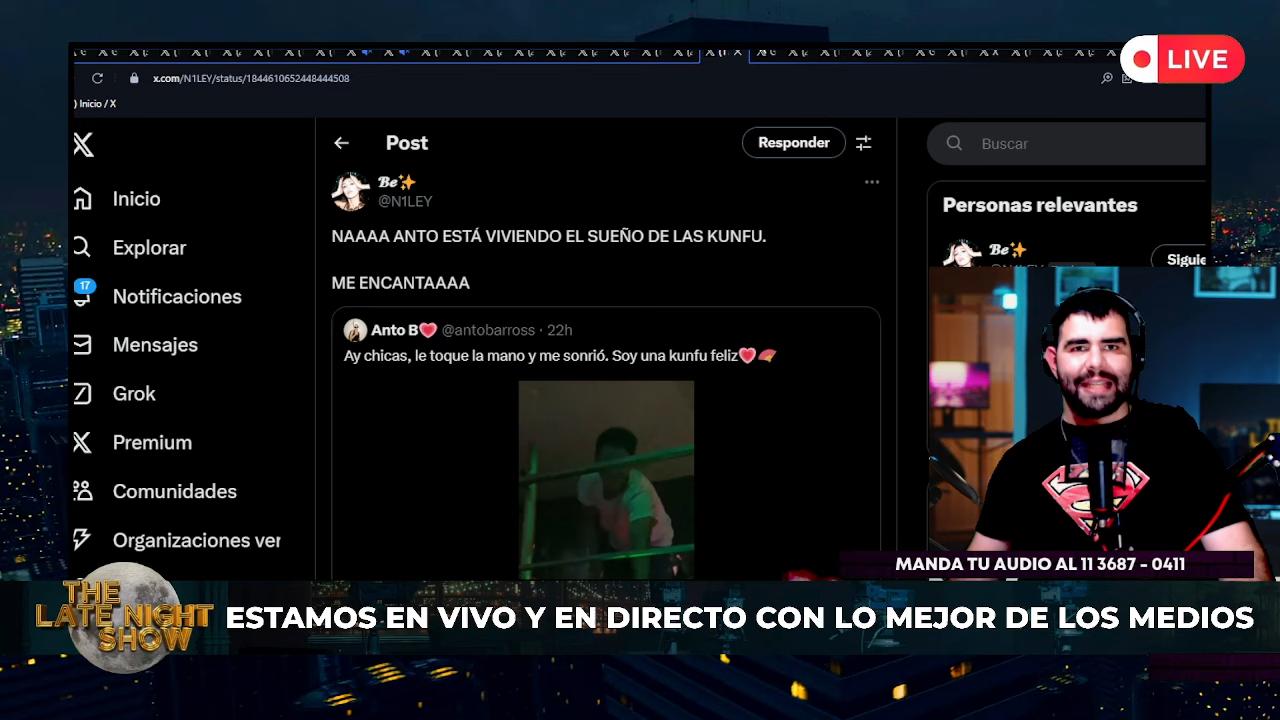 LIVE
x.com/N1LEY/status/1844610652448444508
) Inicio / X
Post
Responder
Buscar
Inicio
Explorar
17
Notificaciones
Mensajes
Grok
Premium
Comunidades
Organizaciones ver
Be✨
@N1LEY
NAAAA ANTO ESTÁ VIVIENDO EL SUEÑO DE LAS KUNFU.
ME ENCANTAAAA
Anto B💗 @antobarross · 22h
Ay chicas, le toque la mano y me sonrió. Soy una kunfu feliz💗🪭
Personas relevantes
Be✨
Siguie
MANDA TU AUDIO AL 11 3687 - 0411
THE
LATE NIGHT
SHOW
ESTAMOS EN VIVO Y EN DIRECTO CON LO MEJOR DE LOS MEDIOS